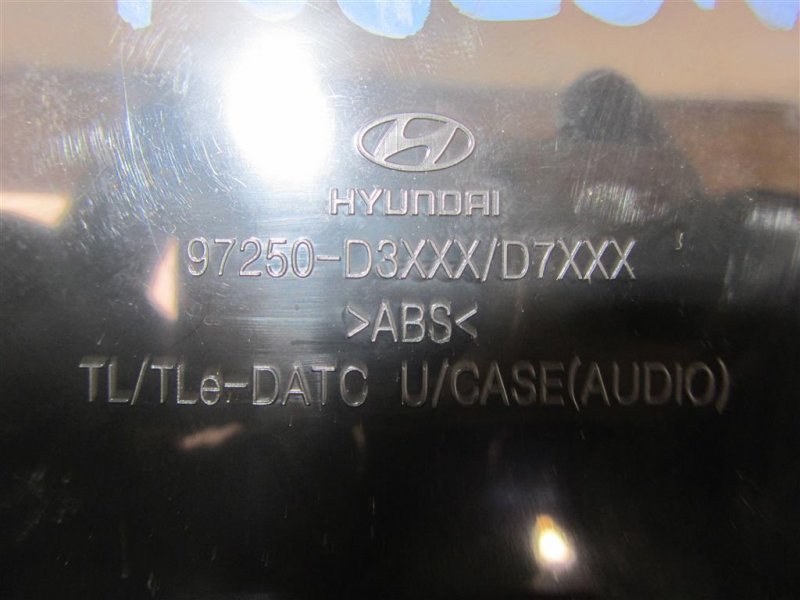 HYUNDAI
97250-D3XXX/D7XXX
>ABS<
TL/TLe-DATC U/CASE(AUDIO)